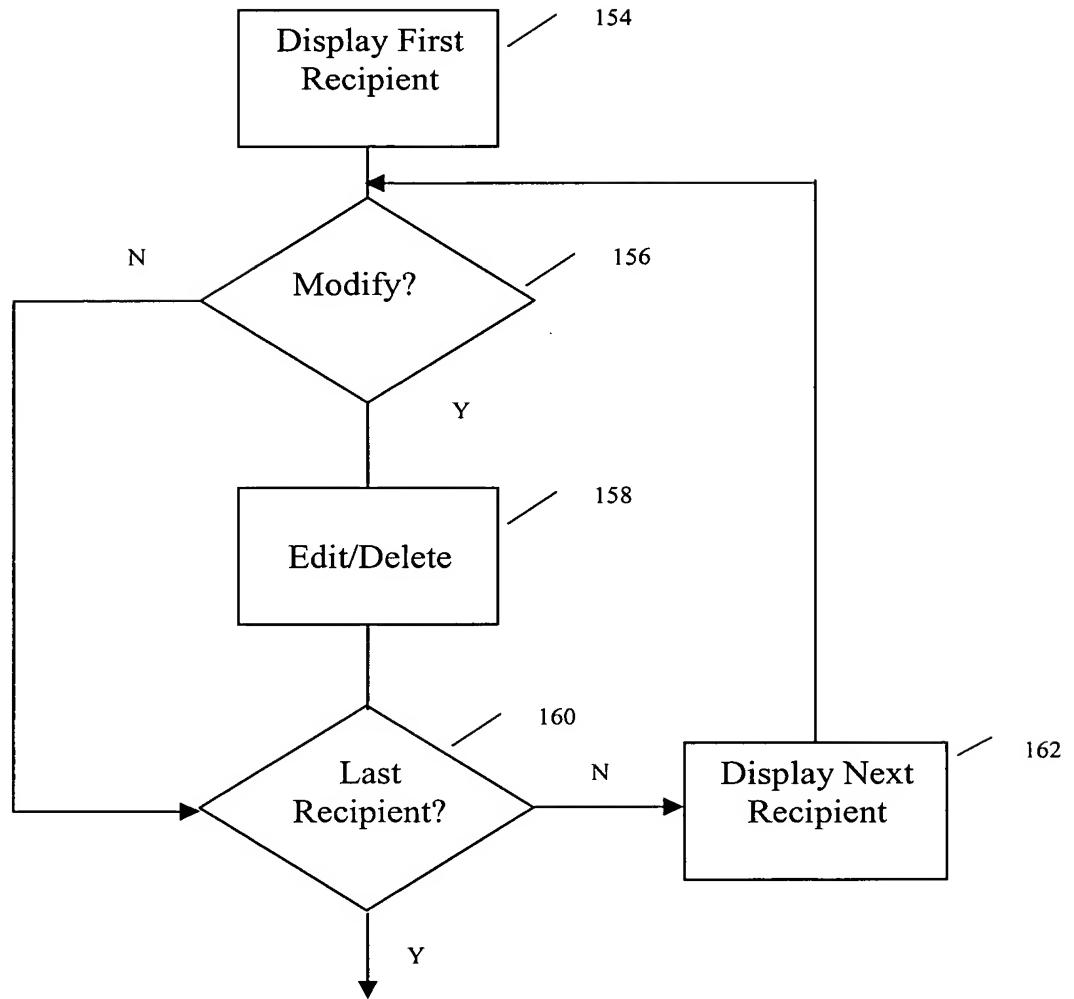 Display First
Recipient
154
N
Modify?
156
Y
Edit/Delete
158
Last
Recipient?
160
N
Display Next
Recipient
162
Y